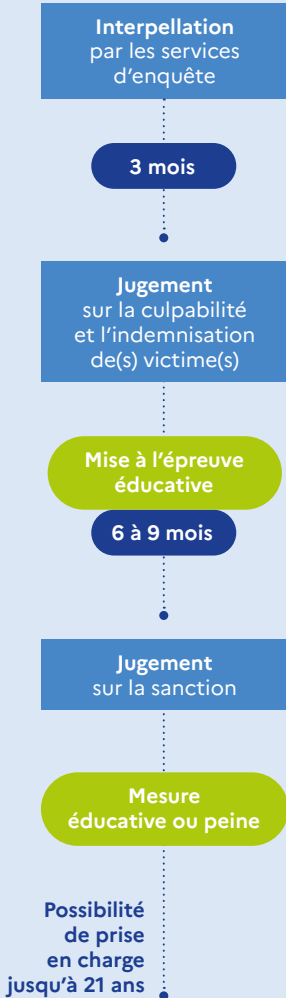 Interpellation
par les services
d’enquête
3 mois
Jugement
sur la culpabilité
et l’indemnisation
de(s) victime(s)
Mise à l’épreuve
éducative
6 à 9 mois
Jugement
sur la sanction
Mesure
éducative ou peine
Possibilité
de prise
en charge
jusqu’à 21 ans